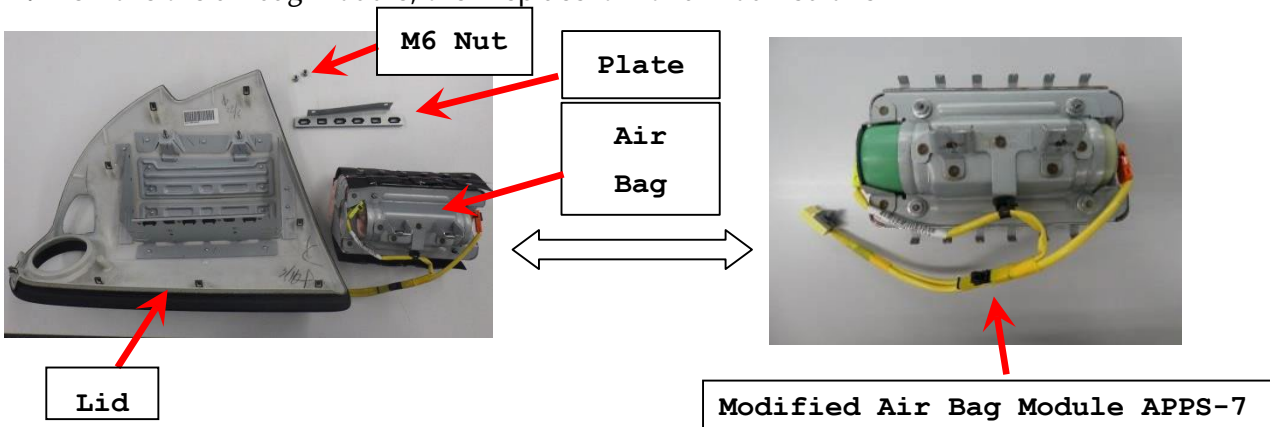 M6 Nut
Plate
Air
Bag
Lid
Modified Air Bag Module APPS-7